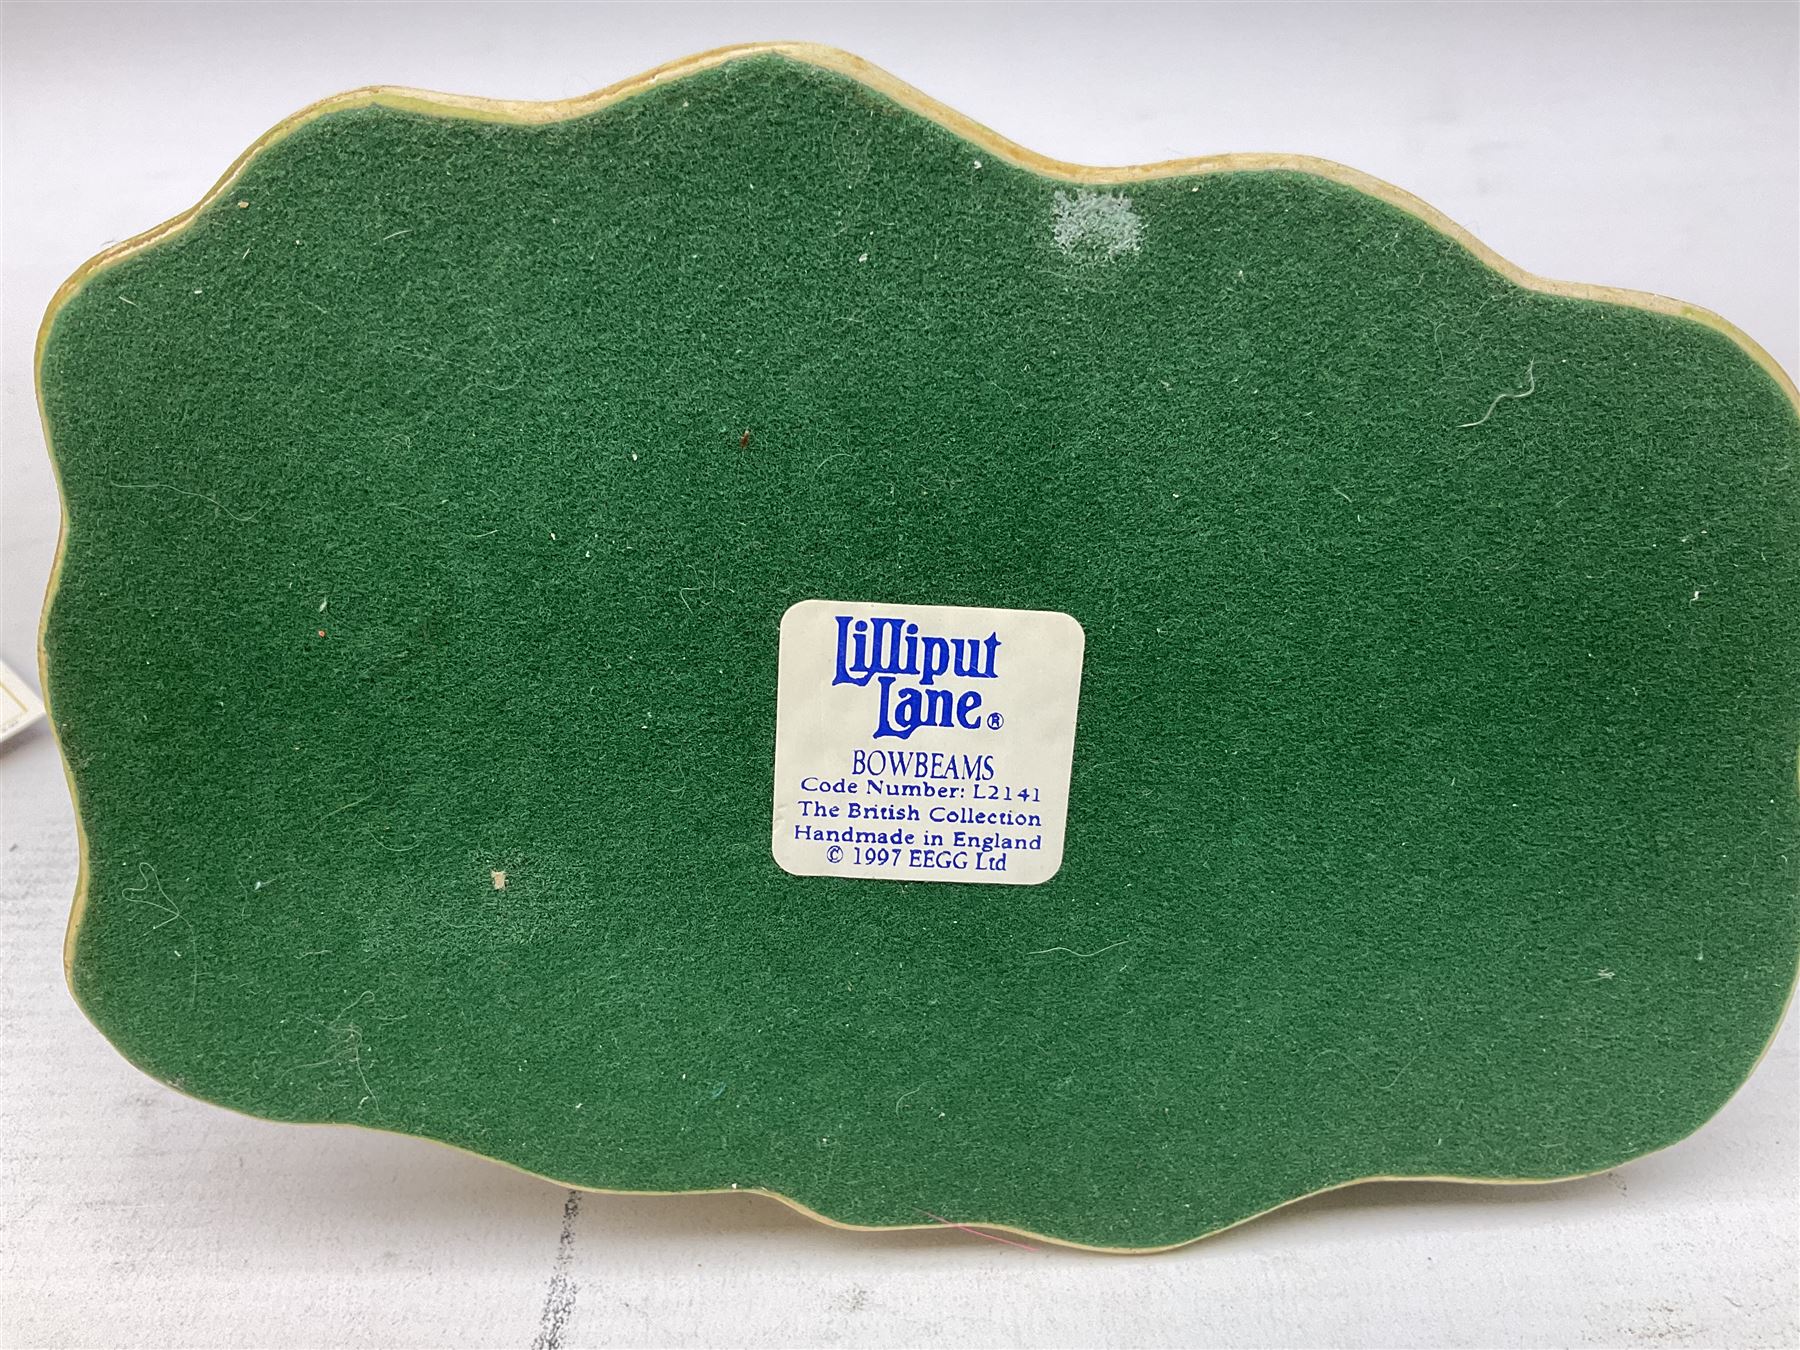 Lilliput
Lane®
BOWBEAMS
Code Number: L2141
The British Collection
Handmade in England
© 1997 EEGG Ltd